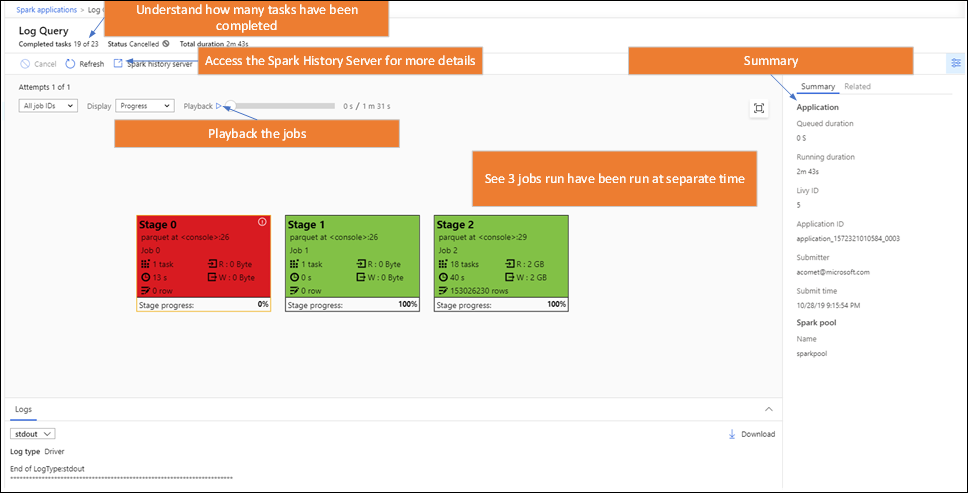 Spark applications > Log
Understand how many tasks have been
completed
Log Query
Completed tasks 19 of 23 Status Cancelled Total duration 2m 43s
Cancel Refresh Spark history server
Access the Spark History Server for more details
Summary
Attempts 1 of 1
All job IDs Display Progress Playback 0 s / 1 m 31 s
Playback the jobs
See 3 jobs run have been run at separate time
Stage 0
parquet at <console>:26
Job 0
1 task R : 0 Byte
13 s W : 0 Byte
0 row
Stage progress: 0%
Stage 1
parquet at <console>:26
Job 1
1 task R : 0 Byte
0 s W : 0 Byte
0 row
Stage progress: 100%
Stage 2
parquet at <console>:29
Job 2
18 tasks R : 2 GB
40 s W : 2 GB
153026230 rows
Stage progress: 100%
Summary Related
Application
Queued duration
0 S
Running duration
2m 43s
Livy ID
5
Application ID
application_1572321010584_0003
Submitter
acomet@microsoft.com
Submit time
10/28/19 9:15:54 PM
Spark pool
Name
sparkpool
Logs
stdout
Download
Log type Driver
End of LogType:stdout